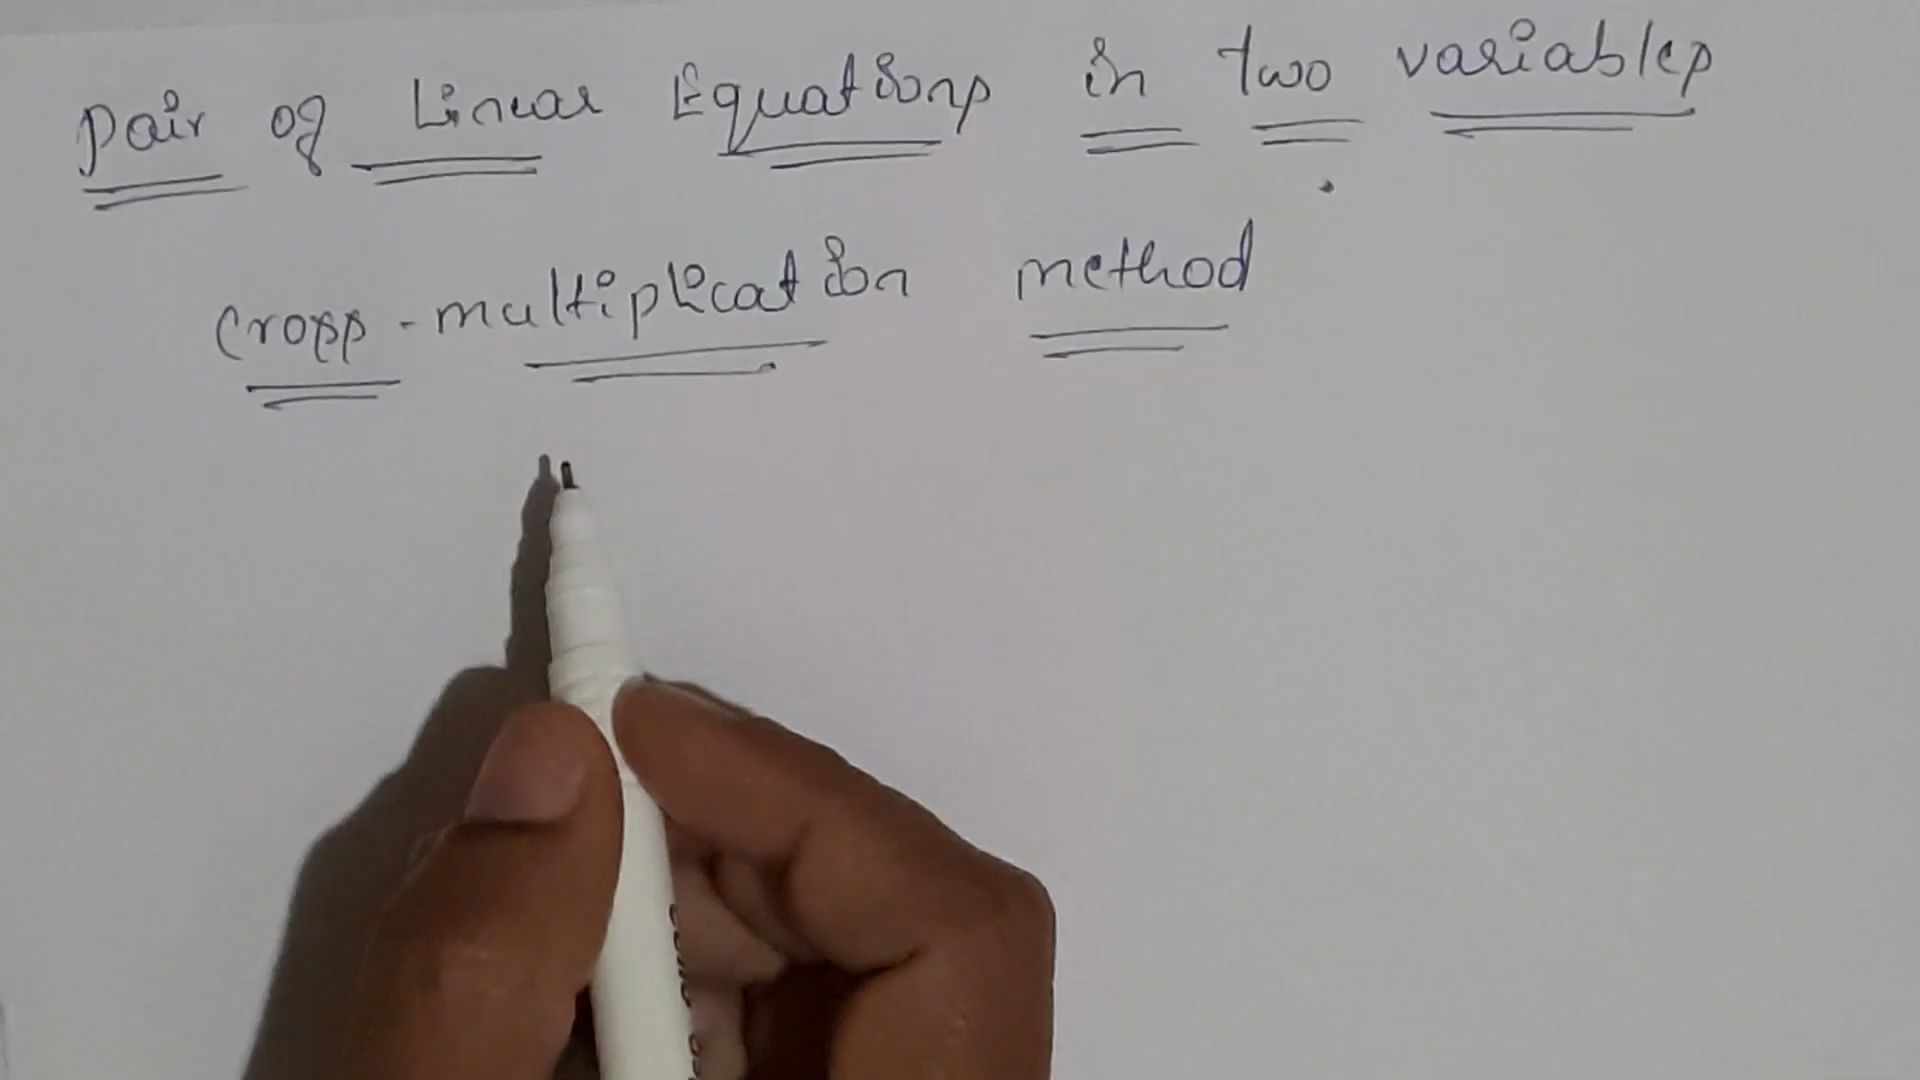 Pair of Linear Equations in two variables
Cross-multiplication method